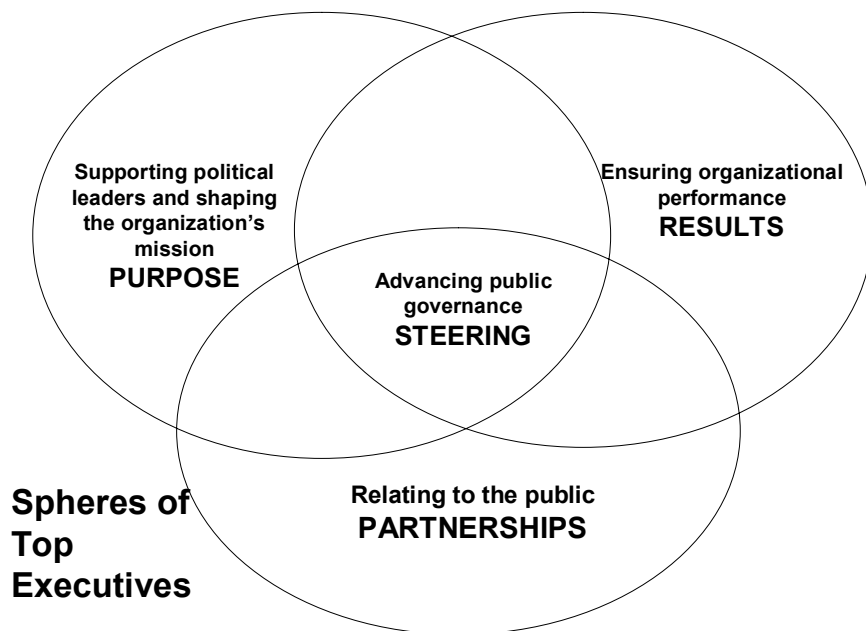 Supporting political
leaders and shaping
the organization's
mission
PURPOSE
Ensuring organizational
performance
RESULTS
Advancing public
governance
STEERING
Relating to the public
PARTNERSHIPS
Spheres of
Top
Executives